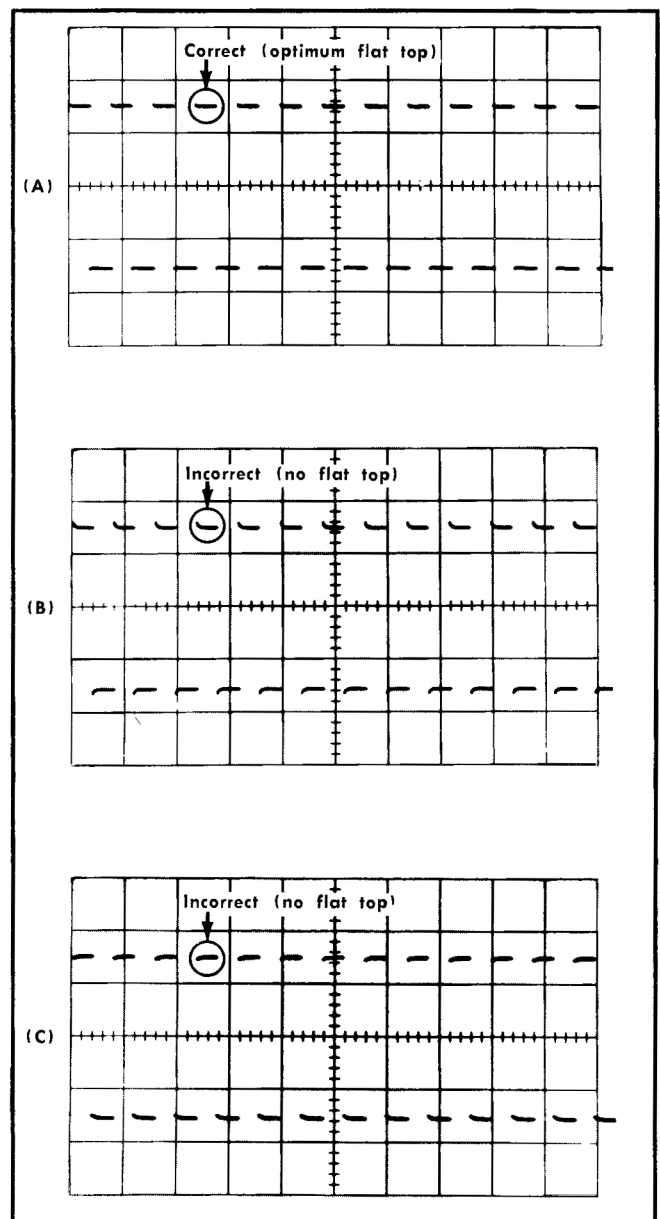 Correct (optimum flat top)
(A)
Incorrect (no flat top)
(B)
Incorrect (no flat top)
(C)